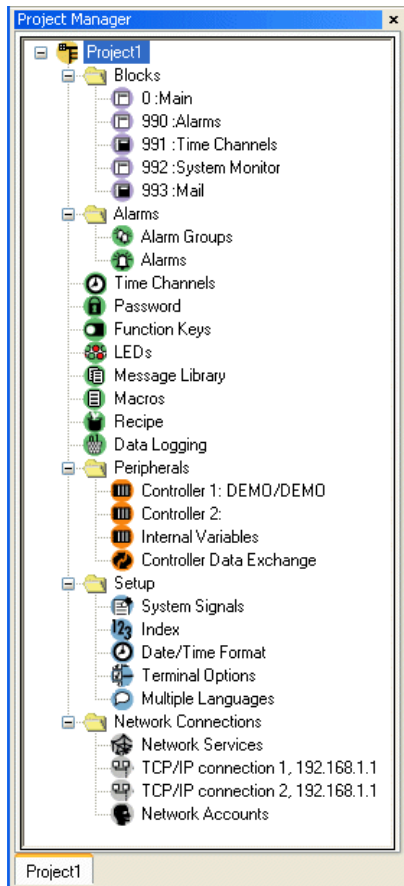 Project Manager
Project1
Blocks
0 :Main
990 :Alarms
991 :Time Channels
992 :System Monitor
993 :Mail
Alarms
Alarm Groups
Alarms
Time Channels
Password
Function Keys
LEDs
Message Library
Macros
Recipe
Data Logging
Peripherals
Controller 1: DEMO/DEMO
Controller 2:
Internal Variables
Controller Data Exchange
Setup
System Signals
Index
Date/Time Format
Terminal Options
Multiple Languages
Network Connections
Network Services
TCP/IP connection 1, 192.168.1.1
TCP/IP connection 2, 192.168.1.1
Network Accounts
Project1